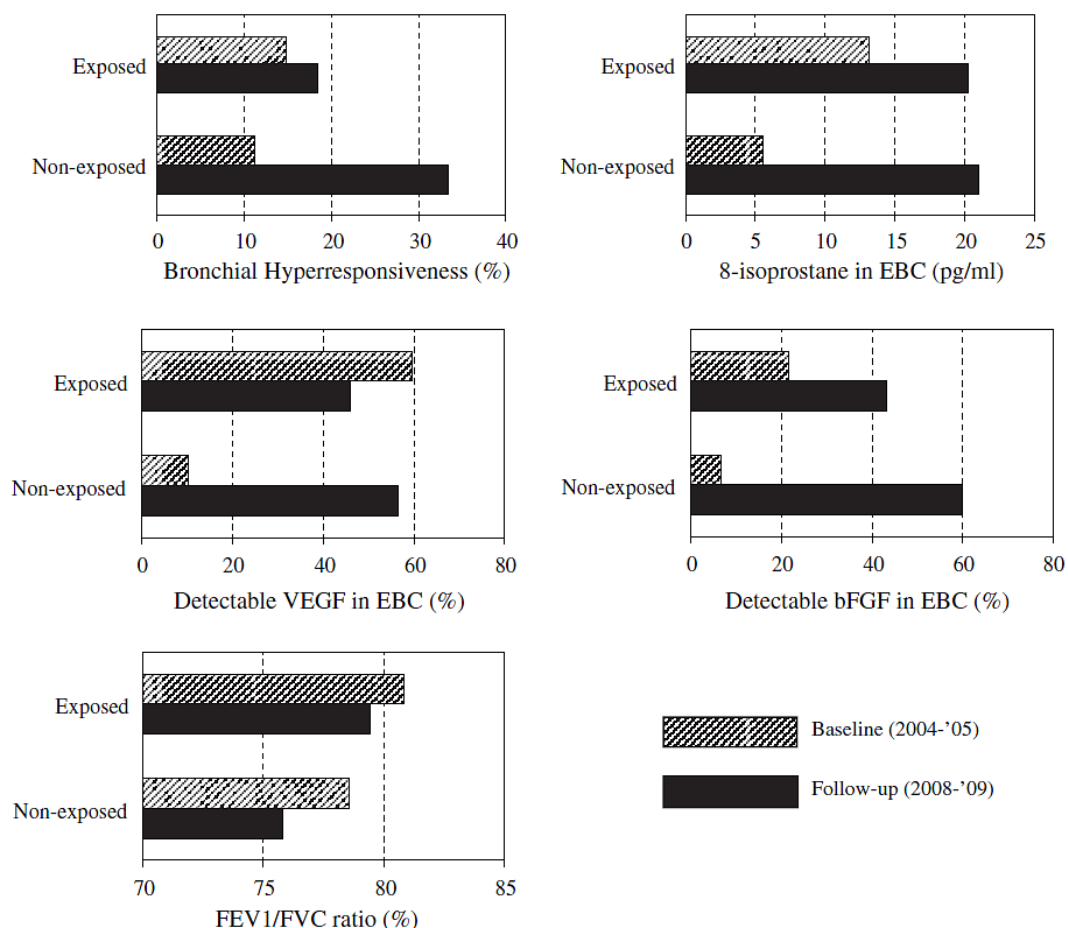 Exposed
Non-exposed
0 10 20 30 40
Bronchial Hyperresponsiveness (%)
Exposed
Non-exposed
0 5 10 15 20 25
8-isoprostane in EBC (pg/ml)
Exposed
Non-exposed
0 20 40 60 80
Detectable VEGF in EBC (%)
Exposed
Non-exposed
0 20 40 60 80
Detectable bFGF in EBC (%)
Exposed
Non-exposed
70 75 80 85
FEV1/FVC ratio (%)
Baseline (2004-'05)
Follow-up (2008-'09)